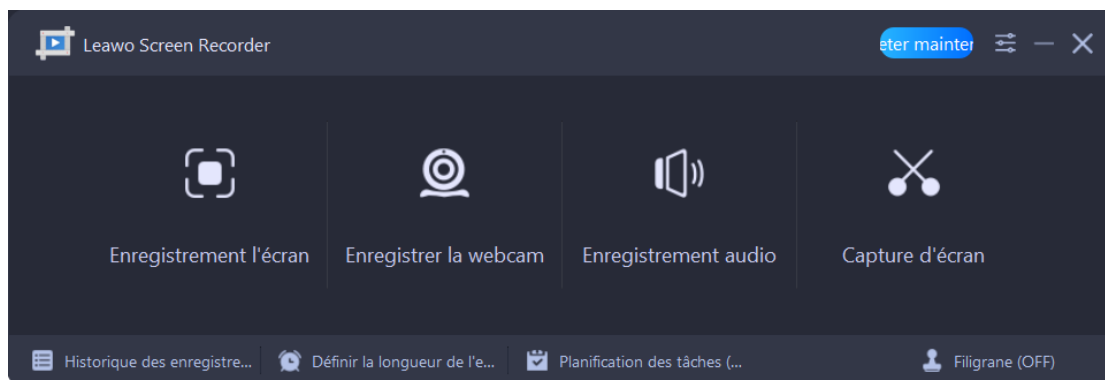 Leawo Screen Recorder
eter mainter
Enregistrement l'écran
Enregistrer la webcam
Enregistrement audio
Capture d'écran
Historique des enregistre...
Définir la longueur de l'e...
Planification des tâches (...
Filigrane (OFF)